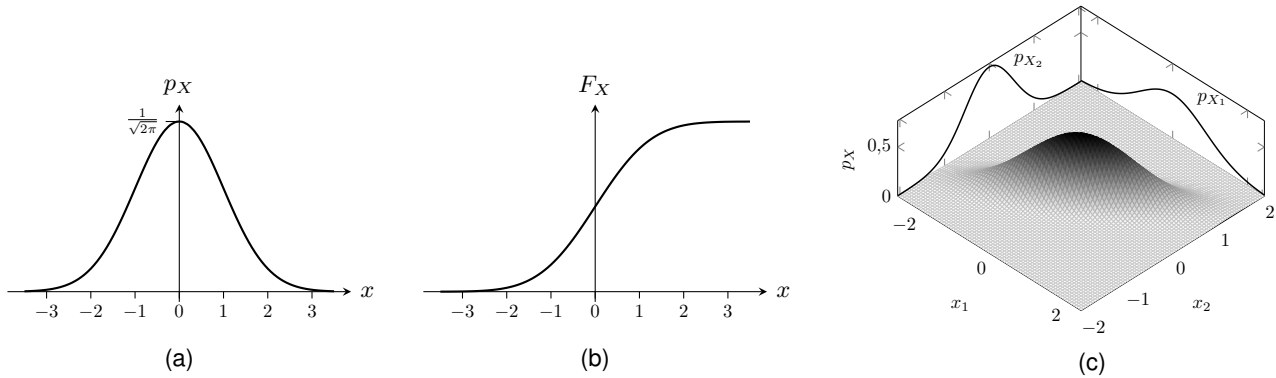 p_X
1/√2π
−3 −2 −1 0 1 2 3 x
(a)
F_X
−3 −2 −1 0 1 2 3 x
(b)
p_{X_2}
p_{X_1}
0,5
p_X
0
−2 0 2
x_1
−2 −1 0 1 2
x_2
(c)